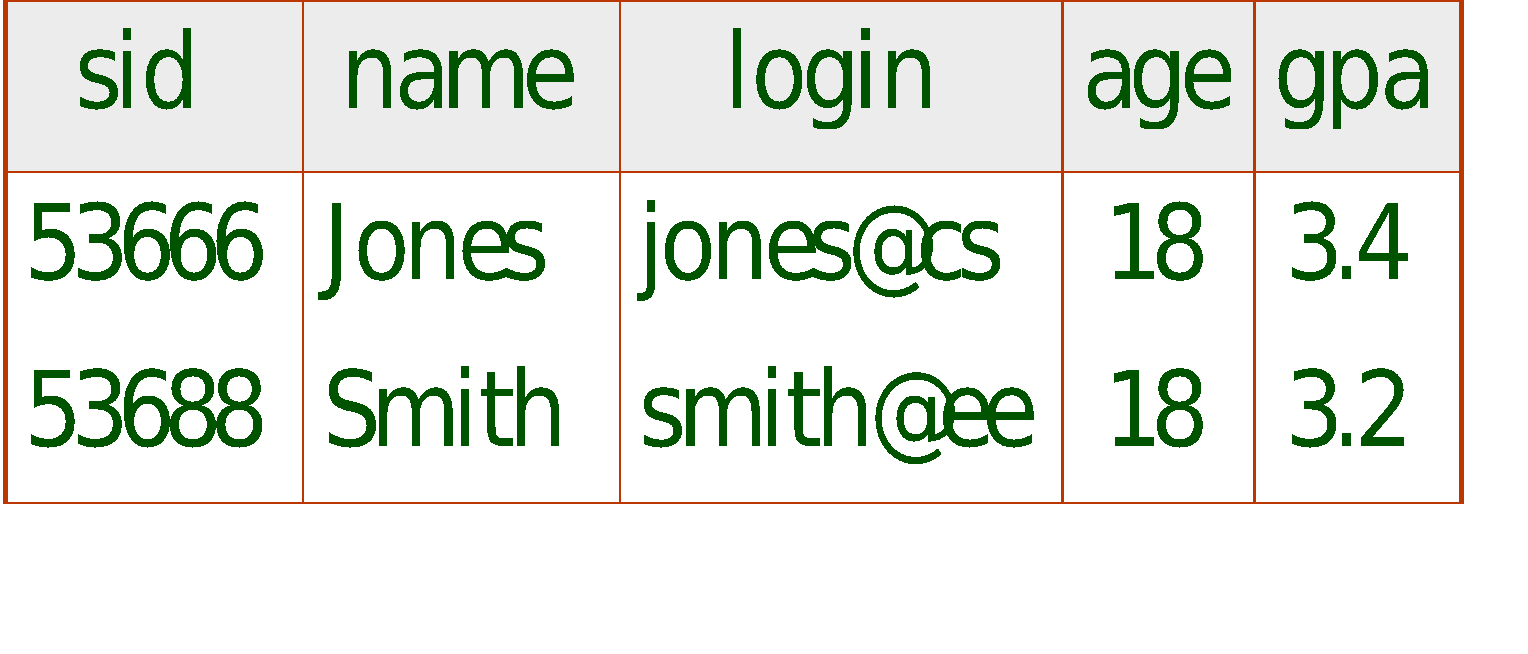 sid name login age gpa
53666 Jones jones@cs 18 3.4
53688 Smith smith@ee 18 3.2